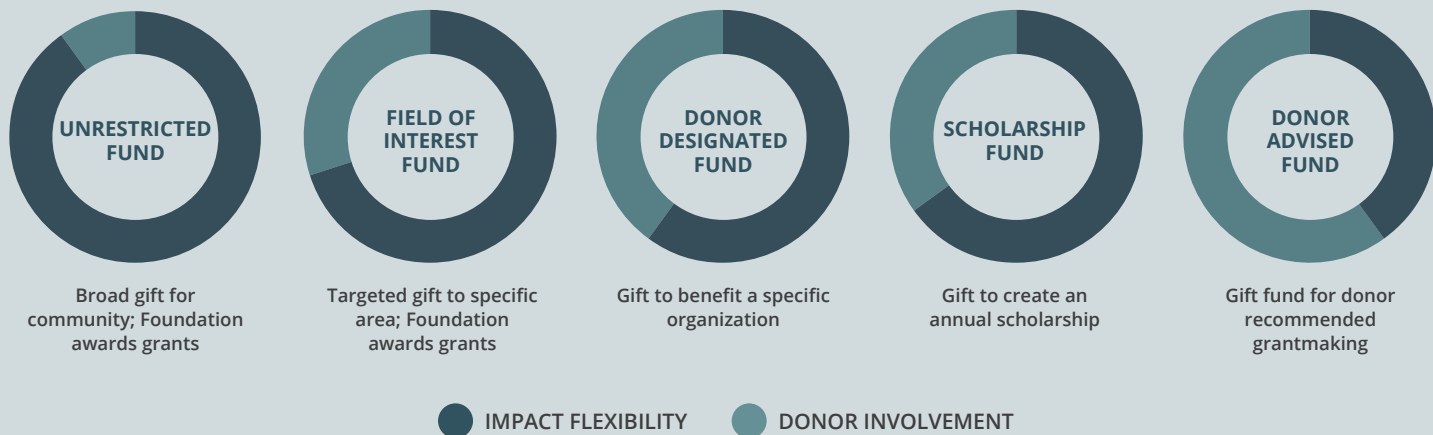 UNRESTRICTED
FUND
FIELD OF
INTEREST
FUND
DONOR
DESIGNATED
FUND
SCHOLARSHIP
FUND
DONOR
ADVISED
FUND
Broad gift for
community; Foundation
awards grants
Targeted gift to specific
area; Foundation
awards grants
Gift to benefit a specific
organization
Gift to create an
annual scholarship
Gift fund for donor
recommended
grantmaking
IMPACT FLEXIBILITY
DONOR INVOLVEMENT